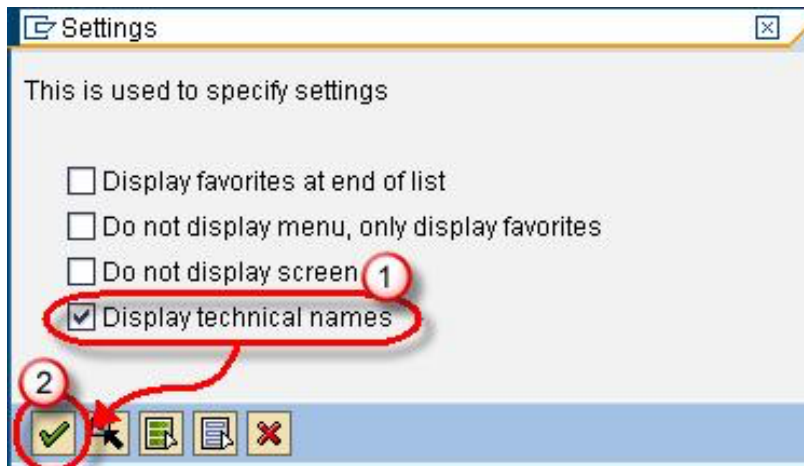 Settings
This is used to specify settings
Display favorites at end of list
Do not display menu, only display favorites
Do not display screen
1
Display technical names
2